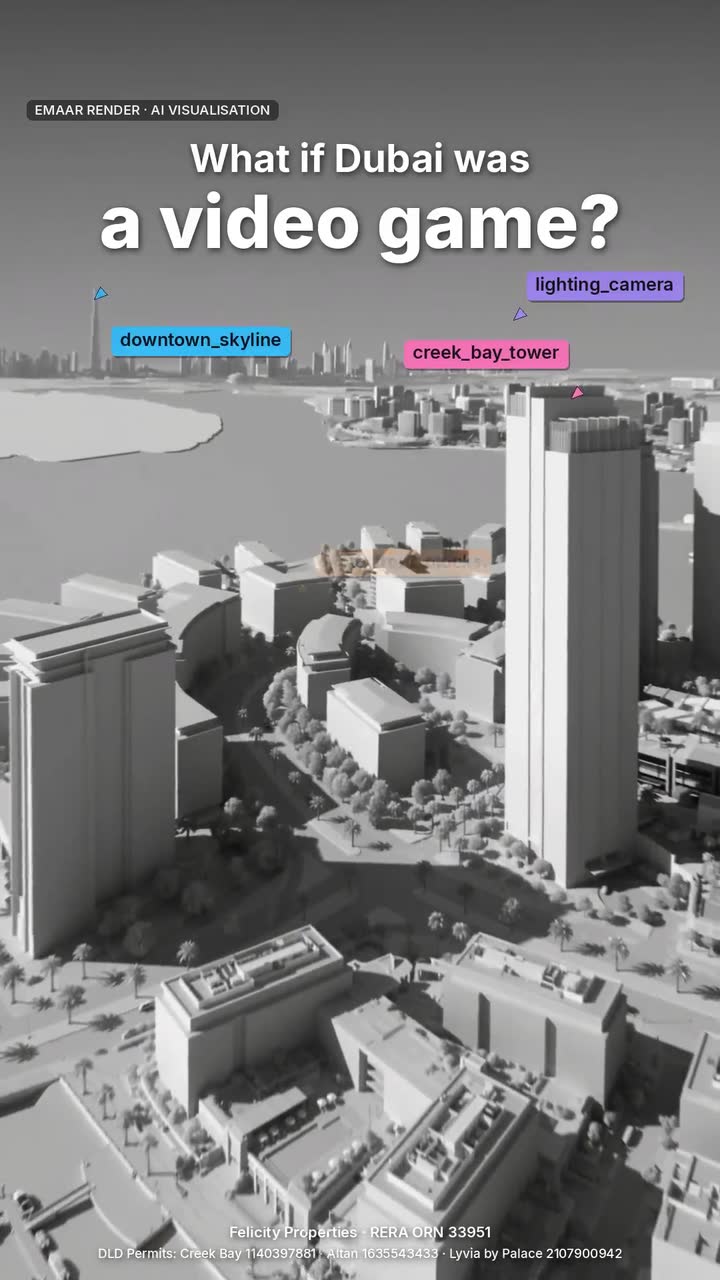 EMAAR RENDER · AI VISUALISATION
What if Dubai was
a video game?
lighting_camera
downtown_skyline
creek_bay_tower
Felicity Properties · RERA ORN 33951
DLD Permits: Creek Bay 1140397881 · Altan 1635543433 · Lyvia by Palace 2107900942